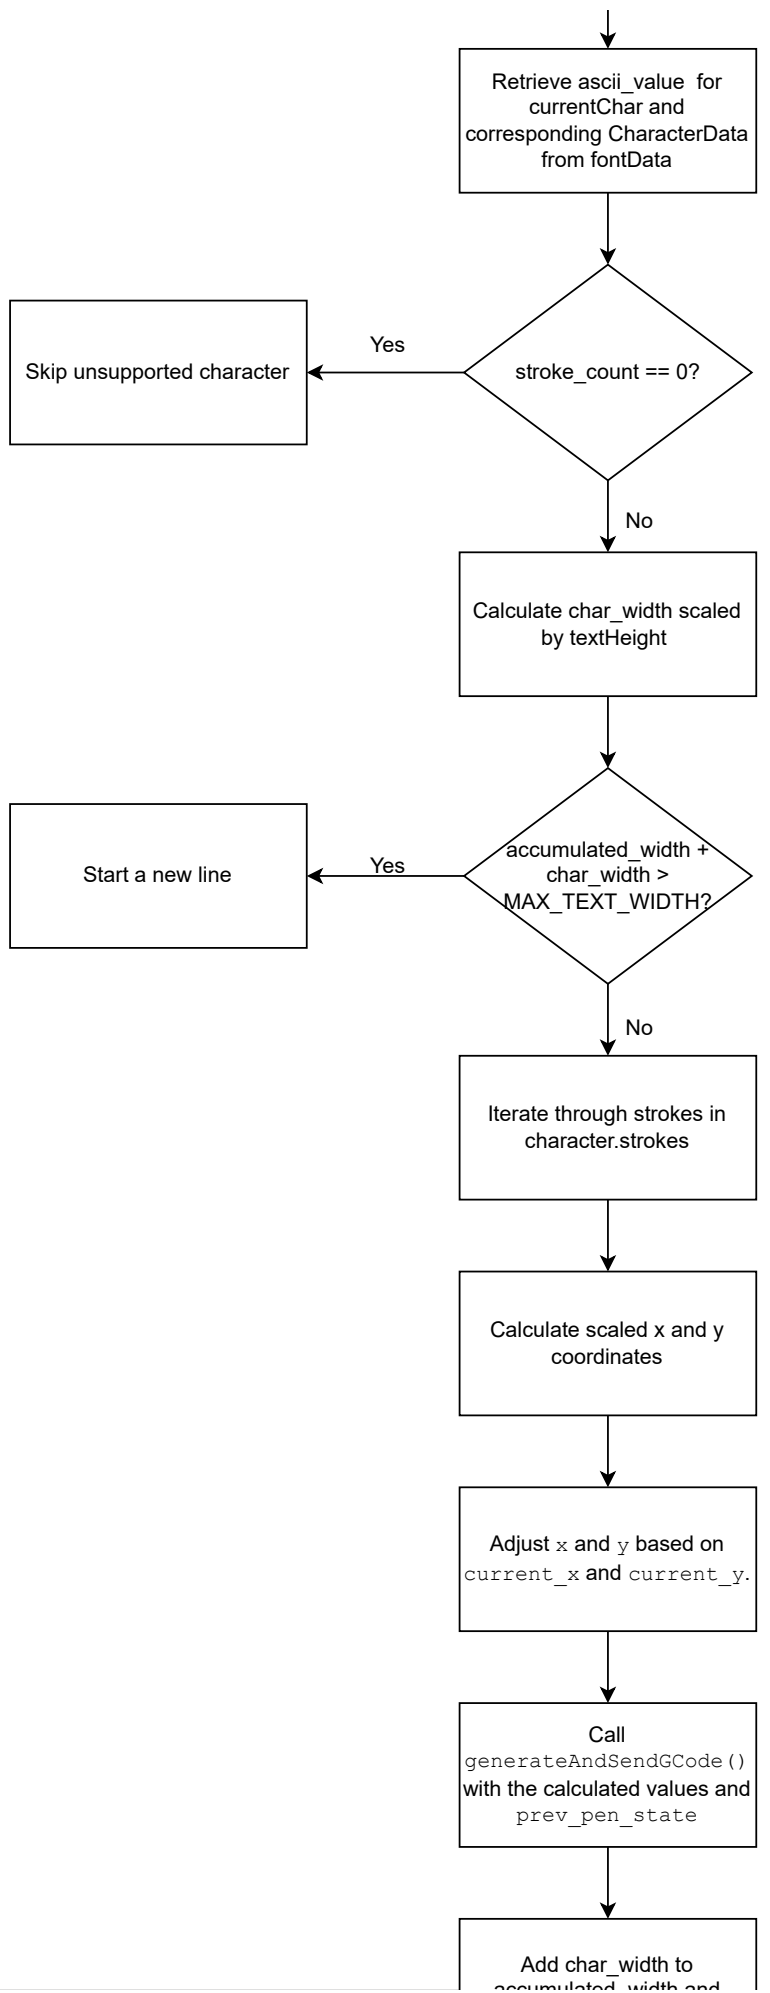 Retrieve ascii_value  for
currentChar and
corresponding CharacterData
from fontData
Yes
Skip unsupported character
stroke_count == 0?
No
Calculate char_width scaled
by textHeight
Yes
Start a new line
accumulated_width +
char_width >
MAX_TEXT_WIDTH?
No
Iterate through strokes in
character.strokes
Calculate scaled x and y
coordinates
Adjust x and y based on
current_x and current_y.
Call
generateAndSendGCode()
with the calculated values and
prev_pen_state
Add char_width to
accumulated_width and